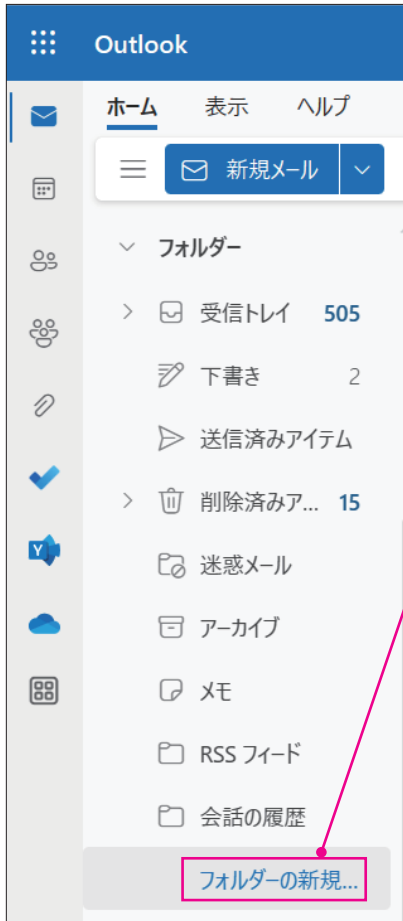 Outlook
ホーム 表示 ヘルプ
新規メール
フォルダー
受信トレイ 505
下書き 2
送信済みアイテム
削除済みア... 15
迷惑メール
アーカイブ
メモ
RSS フィード
会話の履歴
フォルダーの新規...